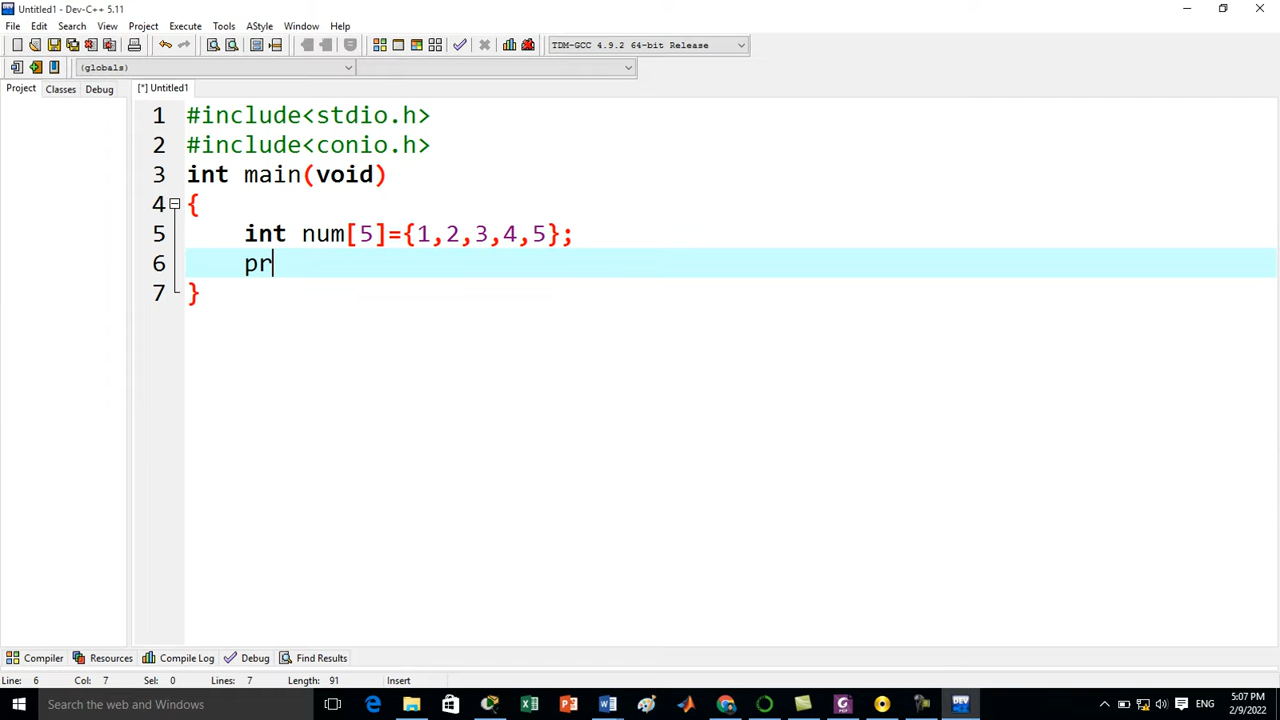 Untitled1 - Dev-C++ 5.11
File Edit Search View Project Execute Tools AStyle Window Help
TDM-GCC 4.9.2 64-bit Release
(globals)
Project Classes Debug [*] Untitled1
1 #include<stdio.h>
2 #include<conio.h>
3 int main(void)
4 {
5 int num[5]={1,2,3,4,5};
6 pr
7 }
Compiler Resources Compile Log Debug Find Results
Line: 6 Col: 7 Sel: 0 Lines: 7 Length: 91 Insert
Search the web and Windows
ENG
5:07 PM
2/9/2022